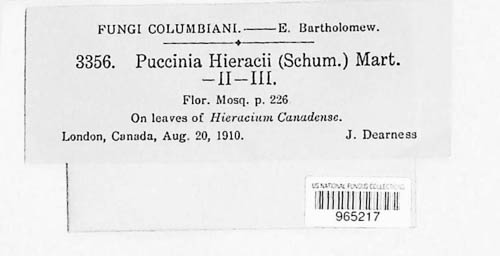 FUNGI COLUMBIANI.——E. Bartholomew.
3356. Puccinia Hieracii (Schum.) Mart.
—II—III.
Flor. Mosq. p. 226
On leaves of Hieracium Canadense.
London, Canada, Aug. 20, 1910. J. Dearness
US NATIONAL FUNGUS COLLECTIONS
965217